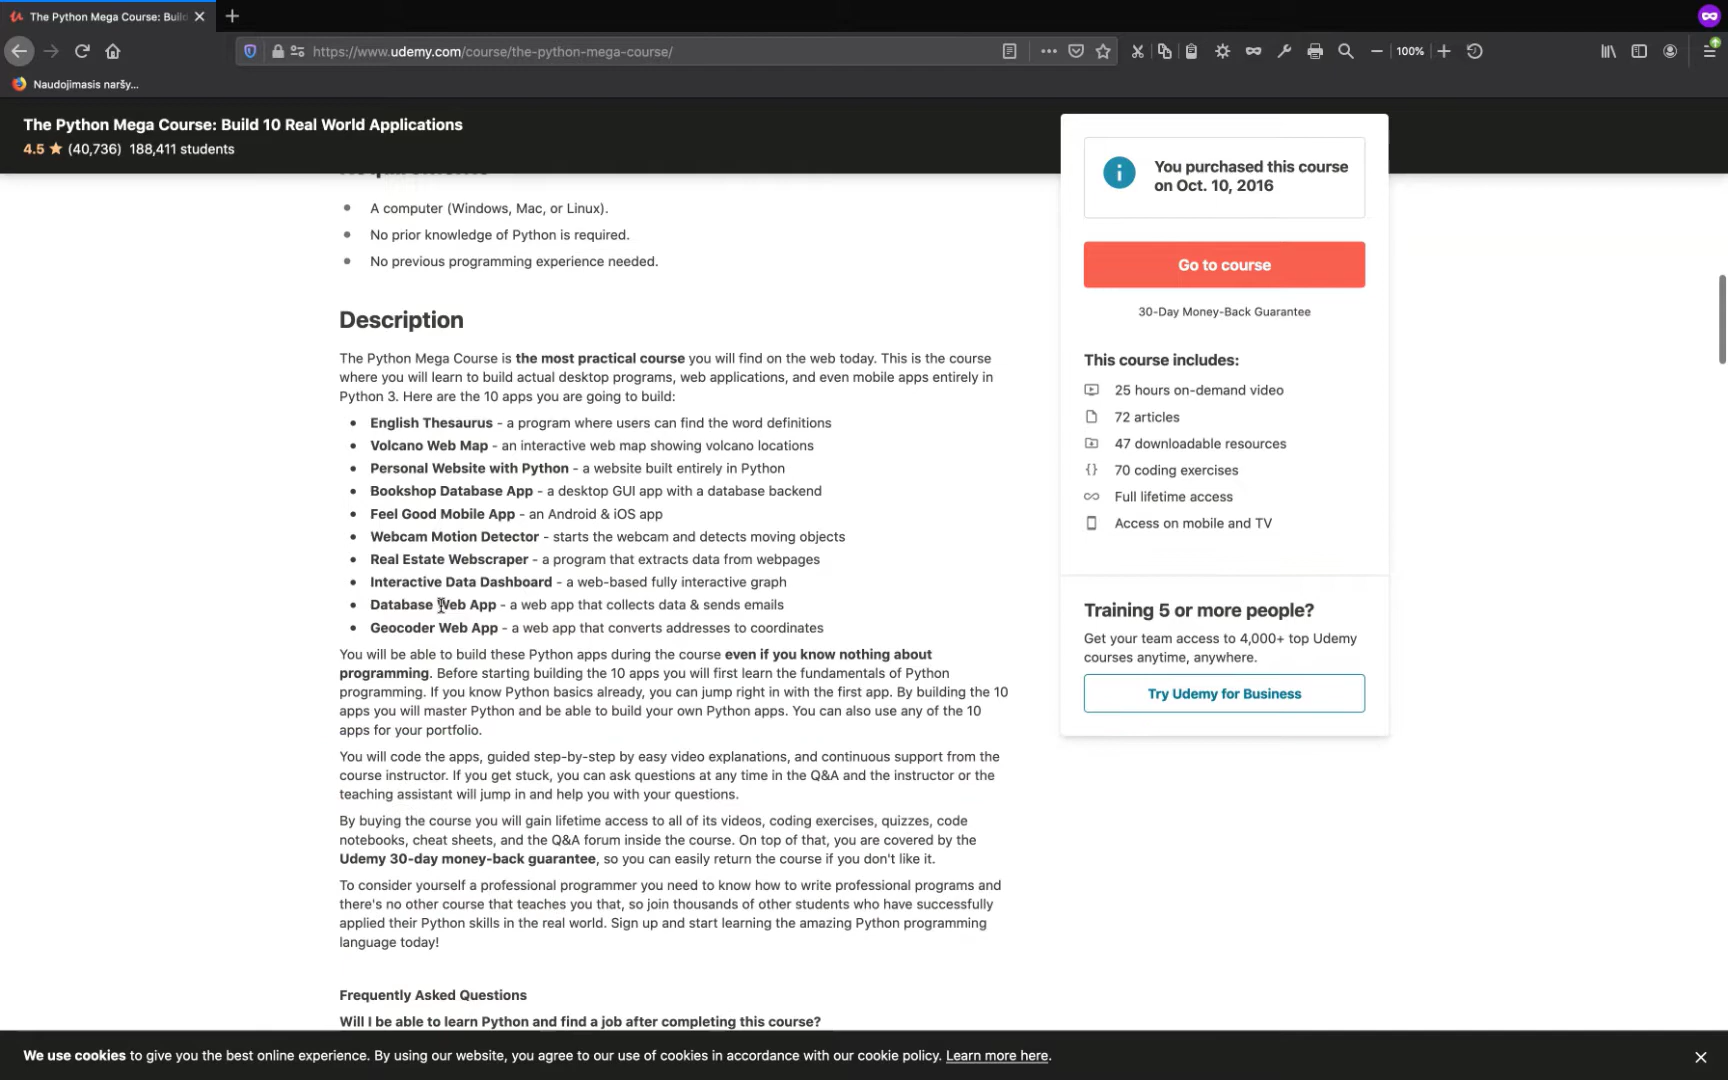 The Python Mega Course: Build
https://www.udemy.com/course/the-python-mega-course/
100%
Naudojimasis naršy...
The Python Mega Course: Build 10 Real World Applications
4.5 ★ (40,736) 188,411 students
A computer (Windows, Mac, or Linux).
No prior knowledge of Python is required.
No previous programming experience needed.
Description
The Python Mega Course is the most practical course you will find on the web today. This is the course
where you will learn to build actual desktop programs, web applications, and even mobile apps entirely in
Python 3. Here are the 10 apps you are going to build:
English Thesaurus - a program where users can find the word definitions
Volcano Web Map - an interactive web map showing volcano locations
Personal Website with Python - a website built entirely in Python
Bookshop Database App - a desktop GUI app with a database backend
Feel Good Mobile App - an Android & iOS app
Webcam Motion Detector - starts the webcam and detects moving objects
Real Estate Webscraper - a program that extracts data from webpages
Interactive Data Dashboard - a web-based fully interactive graph
Database Web App - a web app that collects data & sends emails
Geocoder Web App - a web app that converts addresses to coordinates
You will be able to build these Python apps during the course even if you know nothing about
programming. Before starting building the 10 apps you will first learn the fundamentals of Python
programming. If you know Python basics already, you can jump right in with the first app. By building the 10
apps you will master Python and be able to build your own Python apps. You can also use any of the 10
apps for your portfolio.
You will code the apps, guided step-by-step by easy video explanations, and continuous support from the
course instructor. If you get stuck, you can ask questions at any time in the Q&A and the instructor or the
teaching assistant will jump in and help you with your questions.
By buying the course you will gain lifetime access to all of its videos, coding exercises, quizzes, code
notebooks, cheat sheets, and the Q&A forum inside the course. On top of that, you are covered by the
Udemy 30-day money-back guarantee, so you can easily return the course if you don't like it.
To consider yourself a professional programmer you need to know how to write professional programs and
there's no other course that teaches you that, so join thousands of other students who have successfully
applied their Python skills in the real world. Sign up and start learning the amazing Python programming
language today!
Frequently Asked Questions
Will I be able to learn Python and find a job after completing this course?
You purchased this course
on Oct. 10, 2016
Go to course
30-Day Money-Back Guarantee
This course includes:
25 hours on-demand video
72 articles
47 downloadable resources
70 coding exercises
Full lifetime access
Access on mobile and TV
Training 5 or more people?
Get your team access to 4,000+ top Udemy
courses anytime, anywhere.
Try Udemy for Business
We use cookies to give you the best online experience. By using our website, you agree to our use of cookies in accordance with our cookie policy. Learn more here.